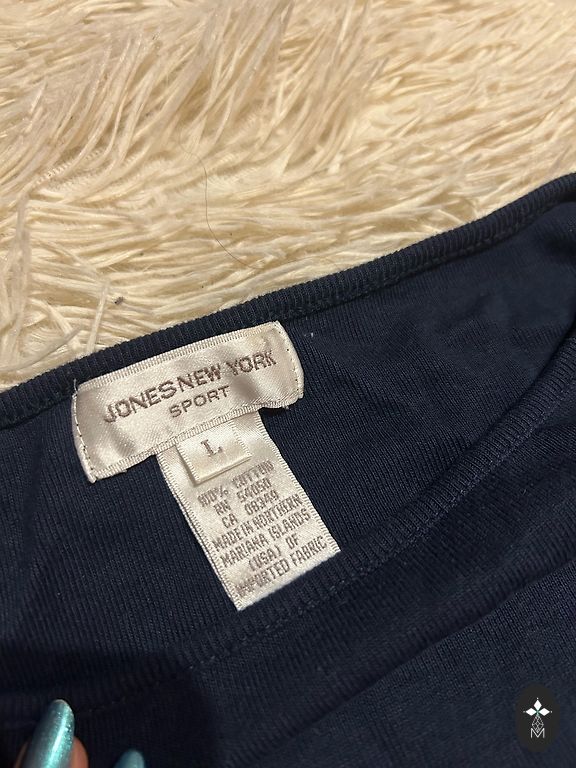 JONES NEW YORK
SPORT
L
100% COTTON
RN 54050
CA 08349
MADE IN NORTHERN
MARIANA ISLANDS
(USA) OF
IMPORTED FABRIC
M